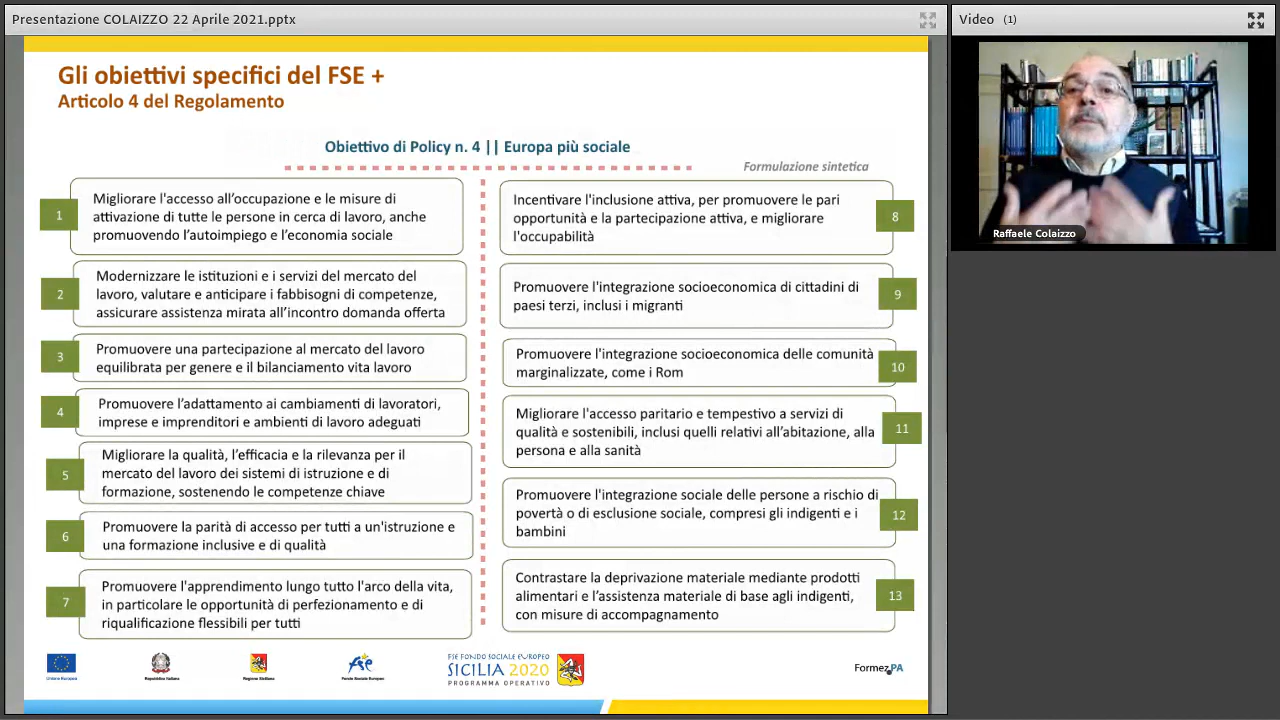 Presentazione COLAIZZO 22 Aprile 2021.pptx
Video (1)
Gli obiettivi specifici del FSE +
Articolo 4 del Regolamento
Obiettivo di Policy n. 4 || Europa più sociale
Formulazione sintetica
1
Migliorare l'accesso all'occupazione e le misure di
attivazione di tutte le persone in cerca di lavoro, anche
promuovendo l'autoimpiego e l'economia sociale
2
Modernizzare le istituzioni e i servizi del mercato del
lavoro, valutare e anticipare i fabbisogni di competenze,
assicurare assistenza mirata all'incontro domanda offerta
3
Promuovere una partecipazione al mercato del lavoro
equilibrata per genere e il bilanciamento vita lavoro
4
Promuovere l'adattamento ai cambiamenti di lavoratori,
imprese e imprenditori e ambienti di lavoro adeguati
5
Migliorare la qualità, l'efficacia e la rilevanza per il
mercato del lavoro dei sistemi di istruzione e di
formazione, sostenendo le competenze chiave
6
Promuovere la parità di accesso per tutti a un'istruzione e
una formazione inclusive e di qualità
7
Promuovere l'apprendimento lungo tutto l'arco della vita,
in particolare le opportunità di perfezionamento e di
riqualificazione flessibili per tutti
Incentivare l'inclusione attiva, per promuovere le pari
opportunità e la partecipazione attiva, e migliorare
l'occupabilità
8
Promuovere l'integrazione socioeconomica di cittadini di
paesi terzi, inclusi i migranti
9
Promuovere l'integrazione socioeconomica delle comunità
marginalizzate, come i Rom
10
Migliorare l'accesso paritario e tempestivo a servizi di
qualità e sostenibili, inclusi quelli relativi all'abitazione, alla
persona e alla sanità
11
Promuovere l'integrazione sociale delle persone a rischio di
povertà o di esclusione sociale, compresi gli indigenti e i
bambini
12
Contrastare la deprivazione materiale mediante prodotti
alimentari e l'assistenza materiale di base agli indigenti,
con misure di accompagnamento
13
Raffaele Colaizzo
Unione Europea
Repubblica Italiana
Regione Siciliana
fse
Fondo Sociale Europeo
FSE FONDO SOCIALE EUROPEO
SICILIA 2020
PROGRAMMA OPERATIVO
Formez PA